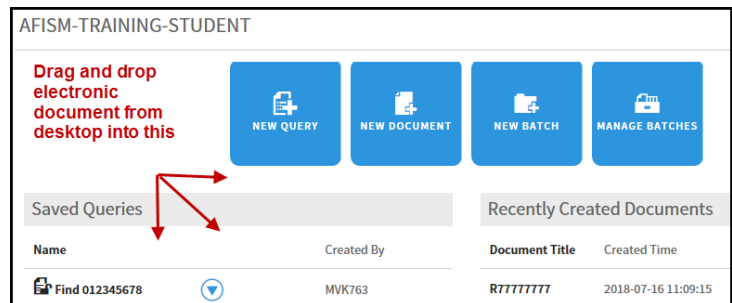 AFISM-TRAINING-STUDENT
Drag and drop
electronic
document from
desktop into this
NEW QUERY
NEW DOCUMENT
NEW BATCH
MANAGE BATCHES
Saved Queries
Recently Created Documents
Name Created By
Document Title Created Time
Find 012345678 MVK763
R77777777 2018-07-16 11:09:15